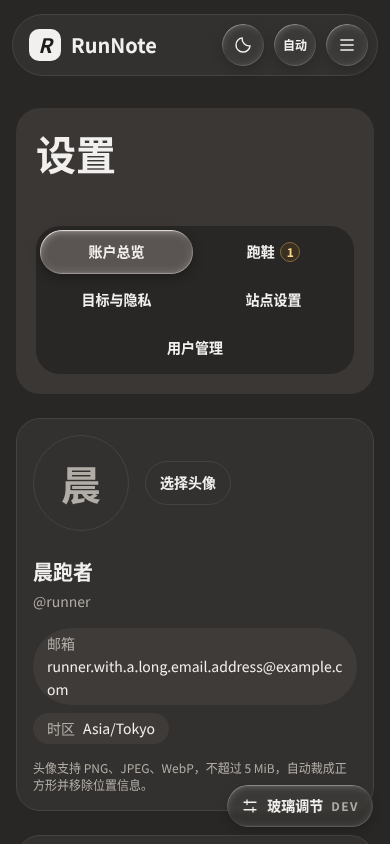 R RunNote 自动
设置
账户总览 跑鞋 1
目标与隐私 站点设置
用户管理
晨 选择头像
晨跑者
@runner
邮箱
runner.with.a.long.email.address@example.c
om
时区 Asia/Tokyo
头像支持 PNG、JPEG、WebP，不超过 5 MiB，自动裁成正
方形并移除位置信息。
玻璃调节 DEV